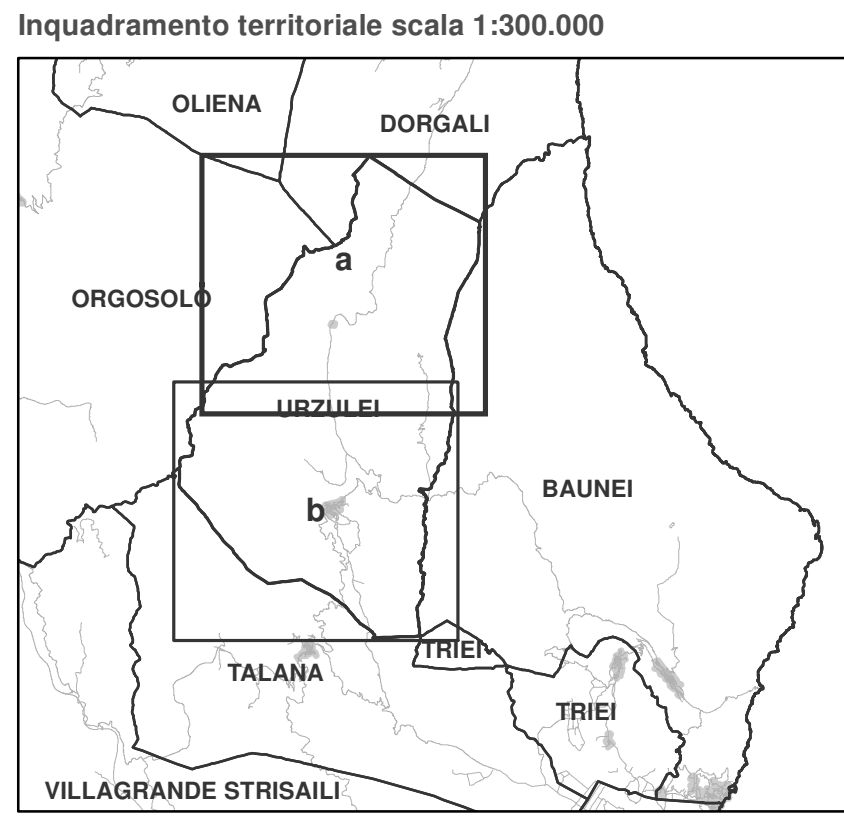 Inquadramento territoriale scala 1:300.000
OLIENA
DORGALI
a
ORGOSOLO
URZULEI
BAUNEI
b
TRIEI
TALANA
TRIEI
VILLAGRANDE STRISAILI